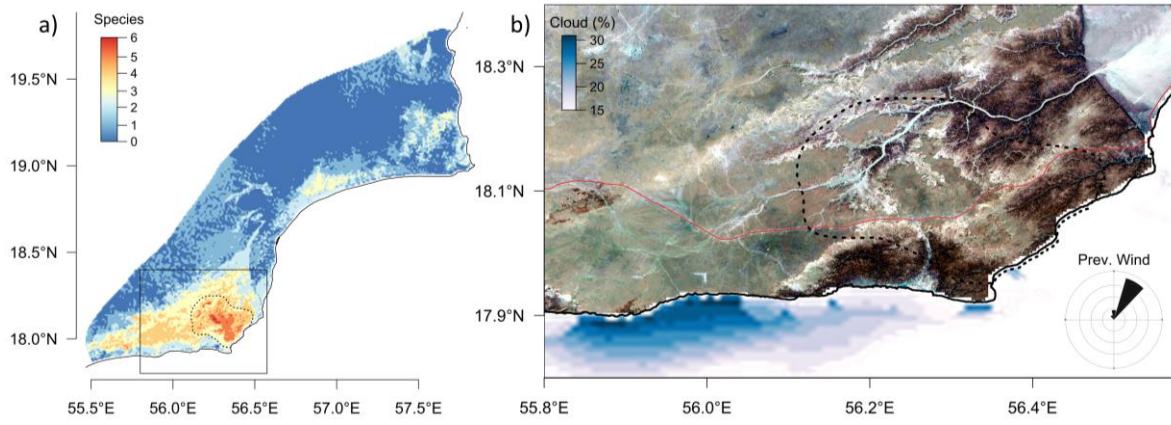 a)
Species
6
5
4
3
2
1
0
19.5°N
19.0°N
18.5°N
18.0°N
55.5°E 56.0°E 56.5°E 57.0°E 57.5°E
b)
Cloud (%)
30
25
20
15
18.3°N
18.1°N
17.9°N
Prev. Wind
55.8°E 56.0°E 56.2°E 56.4°E